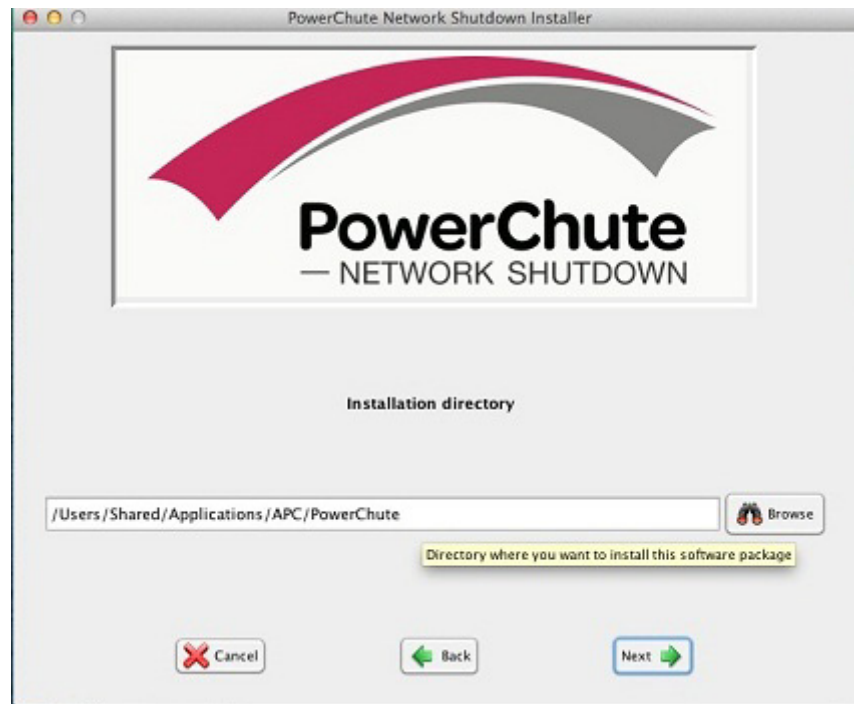 PowerChute Network Shutdown Installer
PowerChute
— NETWORK SHUTDOWN
Installation directory
/Users/Shared/Applications/APC/PowerChute
Browse
Directory where you want to install this software package
Cancel
Back
Next